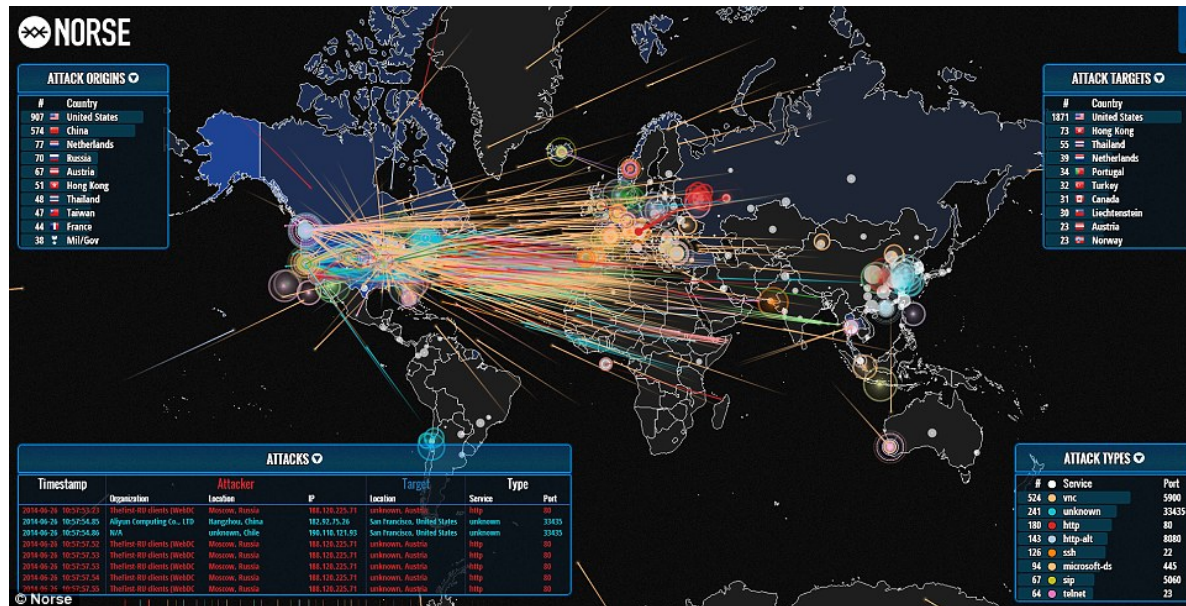 NORSE
ATTACK ORIGINS
# Country
907 United States
574 China
77 Netherlands
70 Russia
67 Austria
51 Hong Kong
48 Thailand
47 Taiwan
44 France
38 Mil/Gov
ATTACK TARGETS
# Country
1871 United States
73 Hong Kong
55 Thailand
39 Netherlands
34 Portugal
32 Turkey
31 Canada
30 Liechtenstein
23 Austria
23 Norway
ATTACKS
Timestamp Attacker Target Type
Organization Location IP Location Service Port
2014-06-26 10:57:53.23 TheFirst-RU clients (WebDC Moscow, Russia 188.120.225.71 unknown, Austria http 80
2014-06-26 10:57:54.85 Aliyun Computing Co., LTD Hangzhou, China 182.92.75.26 San Francisco, United States unknown 33435
2014-06-26 10:57:54.86 N/A unknown, Chile 190.110.121.93 San Francisco, United States unknown 33435
2014-06-26 10:57:57.52 TheFirst-RU clients (WebDC Moscow, Russia 188.120.225.71 unknown, Austria http 80
2014-06-26 10:57:57.53 TheFirst-RU clients (WebDC Moscow, Russia 188.120.225.71 unknown, Austria http 80
2014-06-26 10:57:57.53 TheFirst-RU clients (WebDC Moscow, Russia 188.120.225.71 unknown, Austria http 80
2014-06-26 10:57:57.54 TheFirst-RU clients (WebDC Moscow, Russia 188.120.225.71 unknown, Austria http 80
2014-06-26 10:57:57.55 TheFirst-RU clients (WebDC Moscow, Russia 188.120.225.71 unknown, Austria http 80
ATTACK TYPES
# Service Port
524 vnc 5900
241 unknown 33435
180 http 80
143 http-alt 8080
126 ssh 22
94 microsoft-ds 445
67 sip 5060
64 telnet 23
© Norse